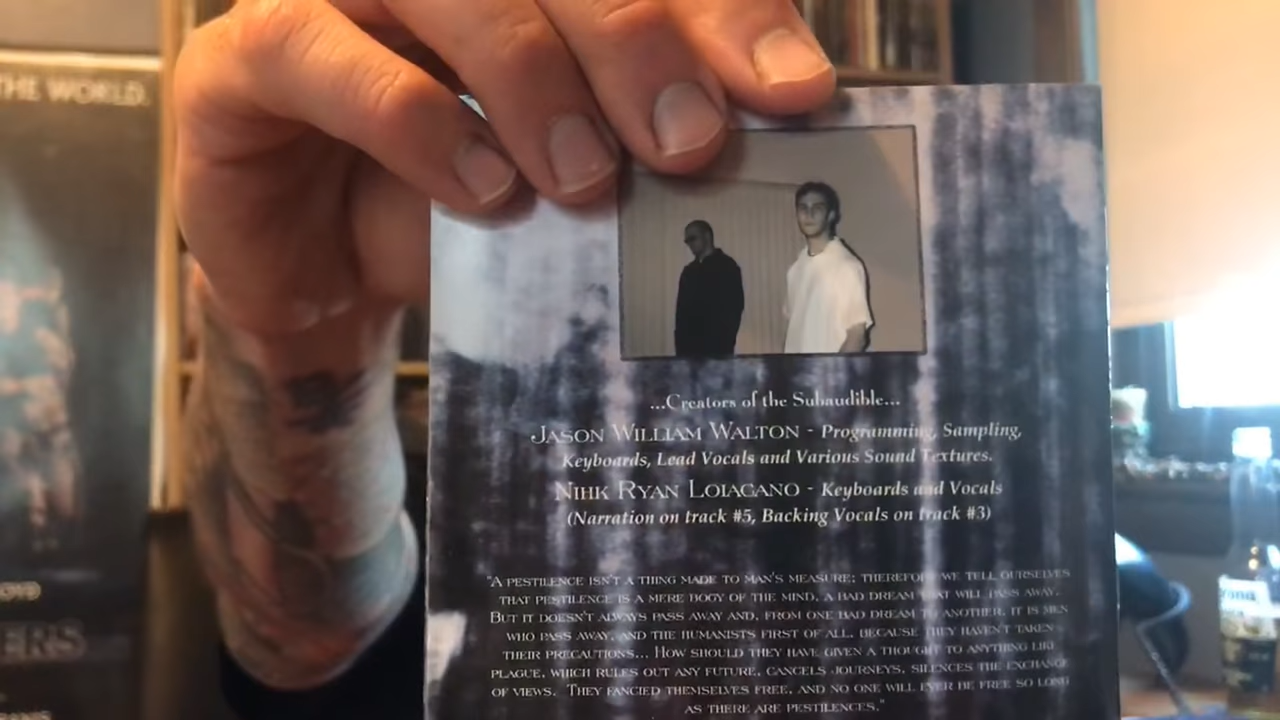 THE WORLD.
...Creators of the Subaudible...
JASON WILLIAM WALTON - Programming, Sampling,
Keyboards, Lead Vocals and Various Sound Textures.
NIHK RYAN LOIACANO - Keyboards and Vocals
(Narration on track #5, Backing Vocals on track #3)
"A PESTILENCE ISN'T A THING MADE TO MAN'S MEASURE; THEREFORE WE TELL OURSELVES
THAT PESTILENCE IS A MERE BOGY OF THE MIND, A BAD DREAM THAT WILL PASS AWAY.
BUT IT DOESN'T ALWAYS PASS AWAY AND, FROM ONE BAD DREAM TO ANOTHER, IT IS MEN
WHO PASS AWAY, AND THE HUMANISTS FIRST OF ALL, BECAUSE THEY HAVEN'T TAKEN
THEIR PRECAUTIONS... HOW SHOULD THEY HAVE GIVEN A THOUGHT TO ANYTHING LIKE
PLAGUE, WHICH RULES OUT ANY FUTURE, CANCELS JOURNEYS, SILENCES THE EXCHANGE
OF VIEWS. THEY FANCIED THEMSELVES FREE, AND NO ONE WILL EVER BE FREE SO LONG
AS THERE ARE PESTILENCES."